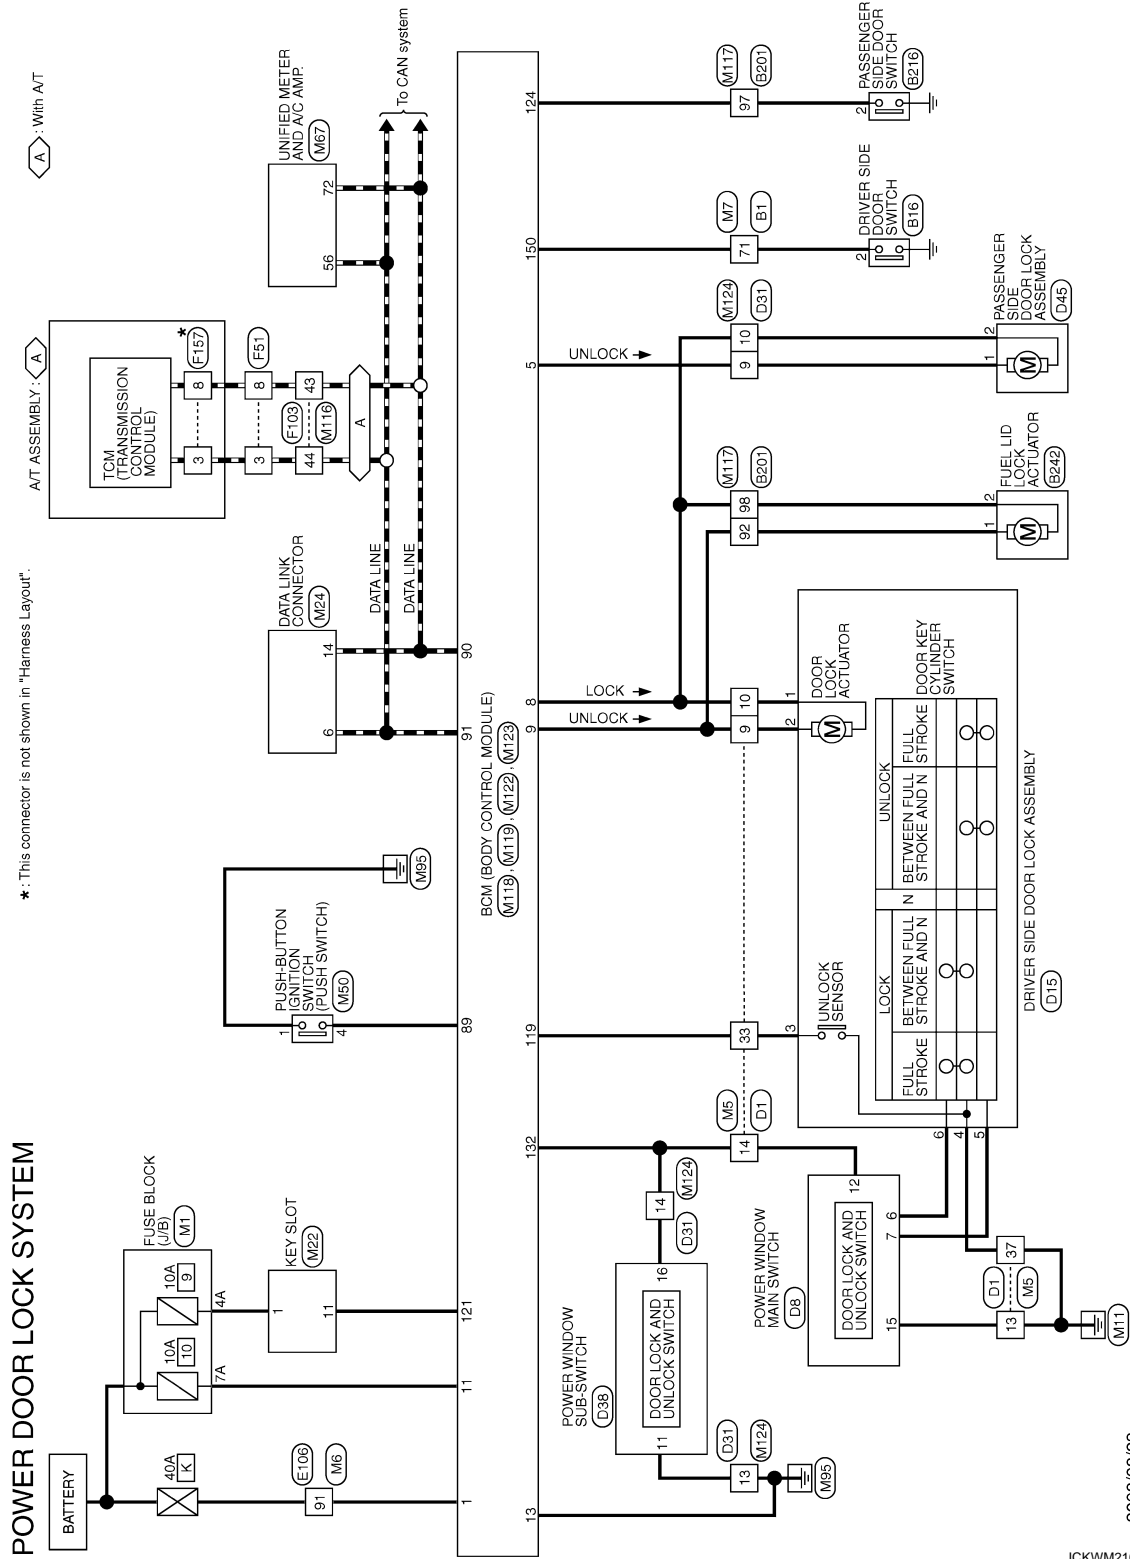 POWER DOOR LOCK SYSTEM
*: This connector is not shown in "Harness Layout".
A : With A/T
BATTERY
40A
K
E106
91
M6
1
FUSE BLOCK
(J/B)
M1
10A
10
10A
9
7A
4A
11
KEY SLOT
M22
1
11
121
PUSH-BUTTON
IGNITION
SWITCH
(PUSH SWITCH)
M50
1
4
89
M95
DATA LINK
CONNECTOR
M24
6
14
91
90
DATA LINE
DATA LINE
A/T ASSEMBLY : A
TCM
(TRANSMISSION
CONTROL
MODULE)
3
8
*
F157
3
8
F51
44
43
F103
M116
A
UNIFIED METER
AND A/C AMP.
M67
56
72
To CAN system
BCM (BODY CONTROL MODULE)
M118 , M119 , M122 , M123
13
132
119
9
8
5
150
124
UNLOCK
LOCK
UNLOCK
POWER WINDOW
SUB-SWITCH
D38
DOOR LOCK AND
UNLOCK SWITCH
11
16
13
D31
M124
M95
14
D31
M124
14
M5
D1
33
9
10
POWER WINDOW
MAIN SWITCH
D8
DOOR LOCK AND
UNLOCK SWITCH
12
15
7
6
13
37
D1
M5
M11
3
UNLOCK
SENSOR
2
1
M
DOOR
LOCK
ACTUATOR
6
4
5
LOCK
N
UNLOCK
FULL
STROKE
BETWEEN FULL
STROKE AND N
BETWEEN FULL
STROKE AND N
FULL
STROKE
DOOR KEY
CYLINDER
SWITCH
DRIVER SIDE DOOR LOCK ASSEMBLY
D15
92
98
M117
B201
1
2
M
FUEL LID
LOCK
ACTUATOR
B242
9
10
M124
D31
1
2
M
PASSENGER
SIDE
DOOR LOCK
ASSEMBLY
D45
71
M7
B1
2
DRIVER SIDE
DOOR
SWITCH
B16
97
M117
B201
2
PASSENGER
SIDE DOOR
SWITCH
B216